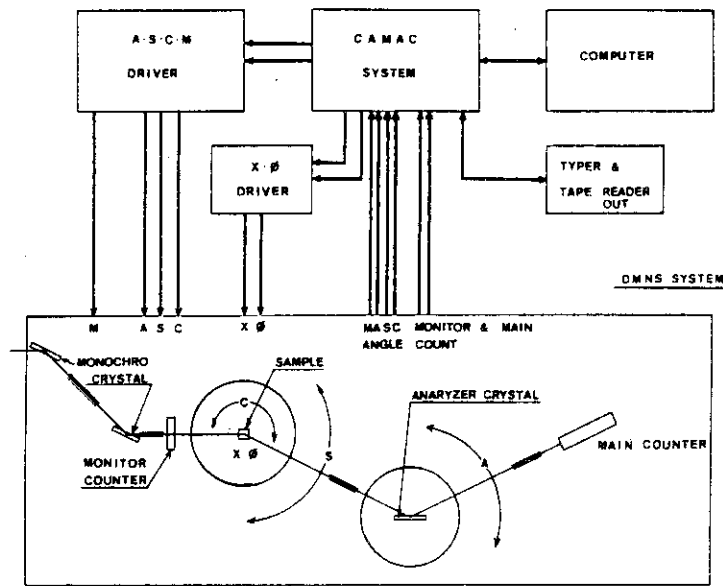 A·S·C·M
DRIVER
CAMAC
SYSTEM
COMPUTER
X·Ø
DRIVER
TYPER &
TAPE READER
OUT
DMNS SYSTEM
M A S C X Ø MASC MONITOR & MAIN
ANGLE COUNT
MONOCHRO
CRYSTAL
SAMPLE
ANARYZER CRYSTAL
C
S
A
MAIN COUNTER
X Ø
MONITOR
COUNTER